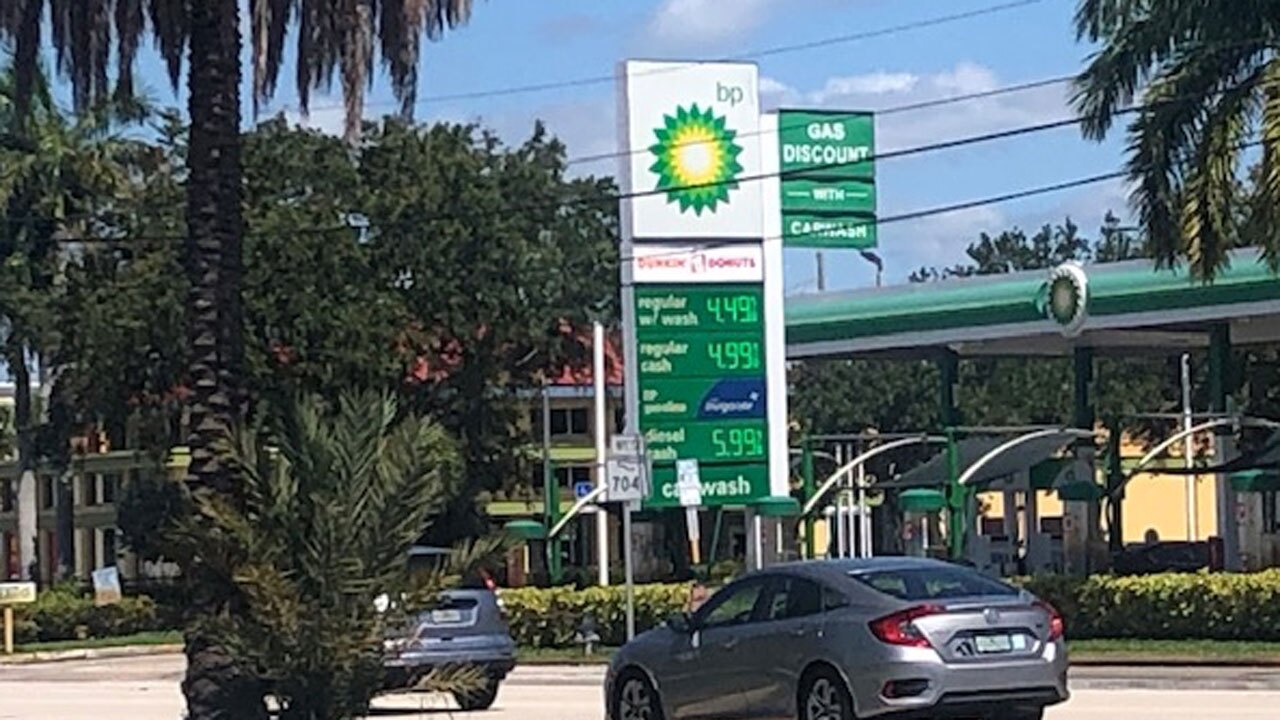 bp
GAS
DISCOUNT
WITH
CARWASH
DUNKIN' DONUTS
regular
w/ wash 4.49
regular
cash 4.99
BP
gasoline
diesel
cash 5.99
carwash
704